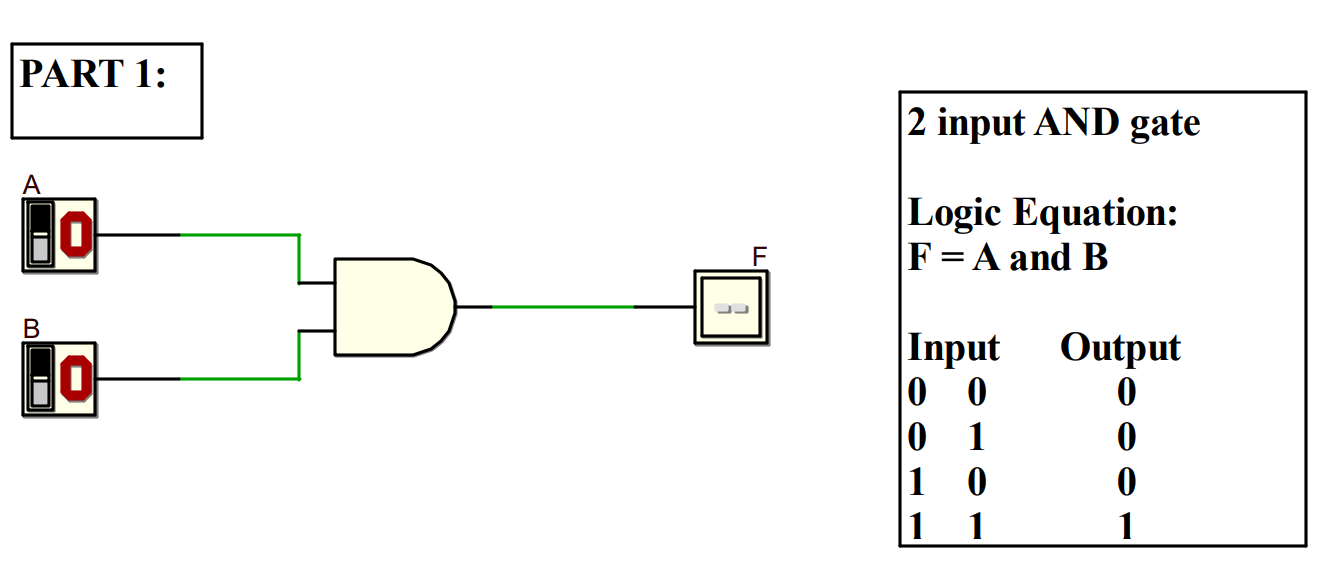 PART 1:
A
0
B
0
F
--
2 input AND gate
Logic Equation:
F = A and B
Input Output
0 0 0
0 1 0
1 0 0
1 1 1